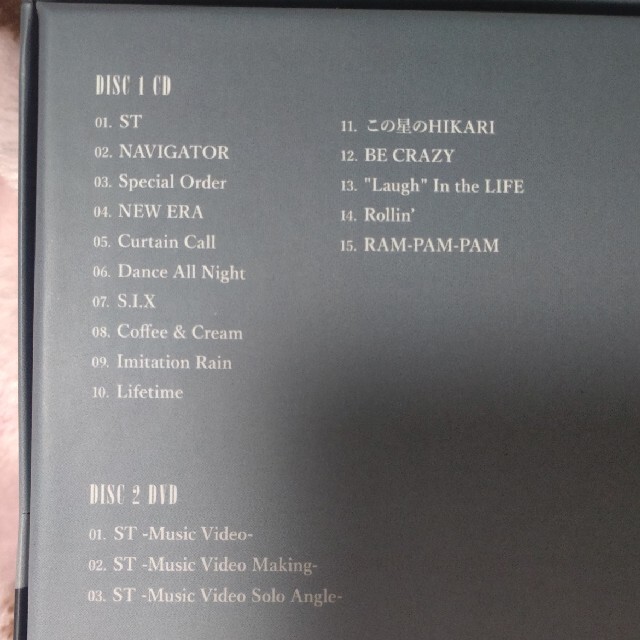 DISC 1 CD
01. ST
02. NAVIGATOR
03. Special Order
04. NEW ERA
05. Curtain Call
06. Dance All Night
07. S.I.X
08. Coffee & Cream
09. Imitation Rain
10. Lifetime
11. この星のHIKARI
12. BE CRAZY
13. "Laugh" In the LIFE
14. Rollin'
15. RAM-PAM-PAM
DISC 2 DVD
01. ST -Music Video-
02. ST -Music Video Making-
03. ST -Music Video Solo Angle-